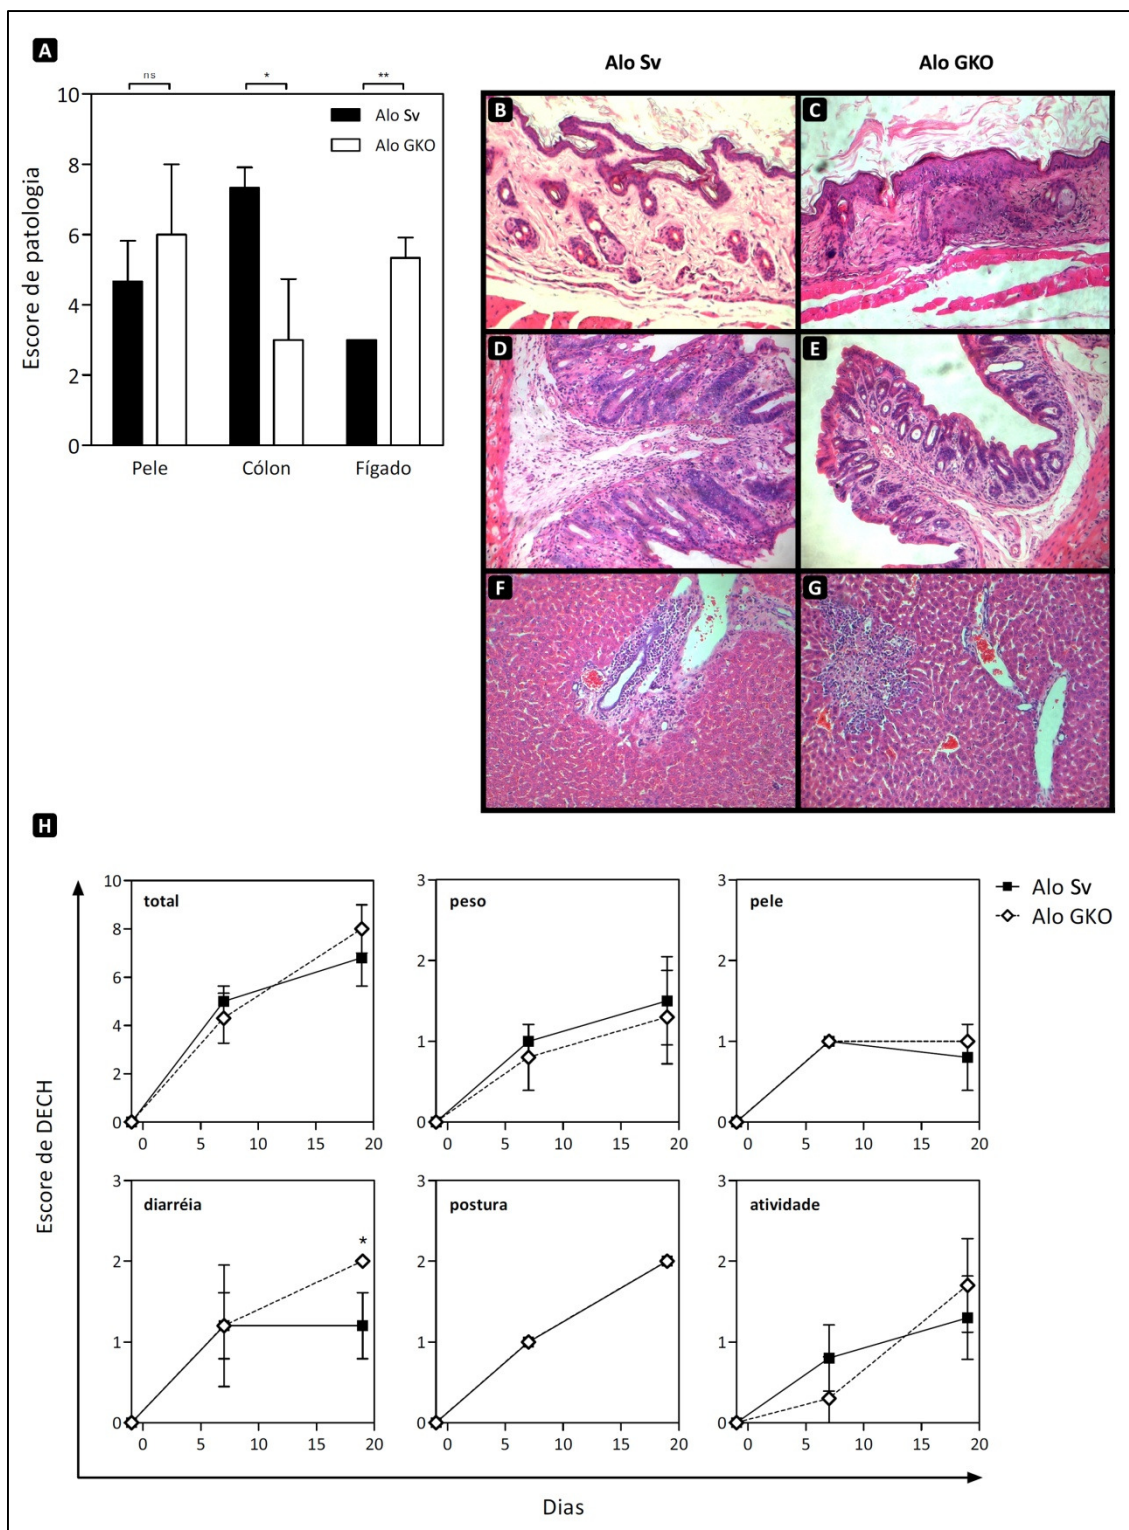 A
ns
*
**
10
8
6
4
2
0
Escore de patologia
Alo Sv
Alo GKO
Pele
Cólon
Fígado
Alo Sv
Alo GKO
B
C
D
E
F
G
H
Escore de DECH
total
10
8
6
4
2
0
0 5 10 15 20
peso
3
2
1
0
0 5 10 15 20
pele
3
2
1
0
0 5 10 15 20
Alo Sv
Alo GKO
diarréia
*
3
2
1
0
0 5 10 15 20
postura
3
2
1
0
0 5 10 15 20
atividade
3
2
1
0
0 5 10 15 20
Dias